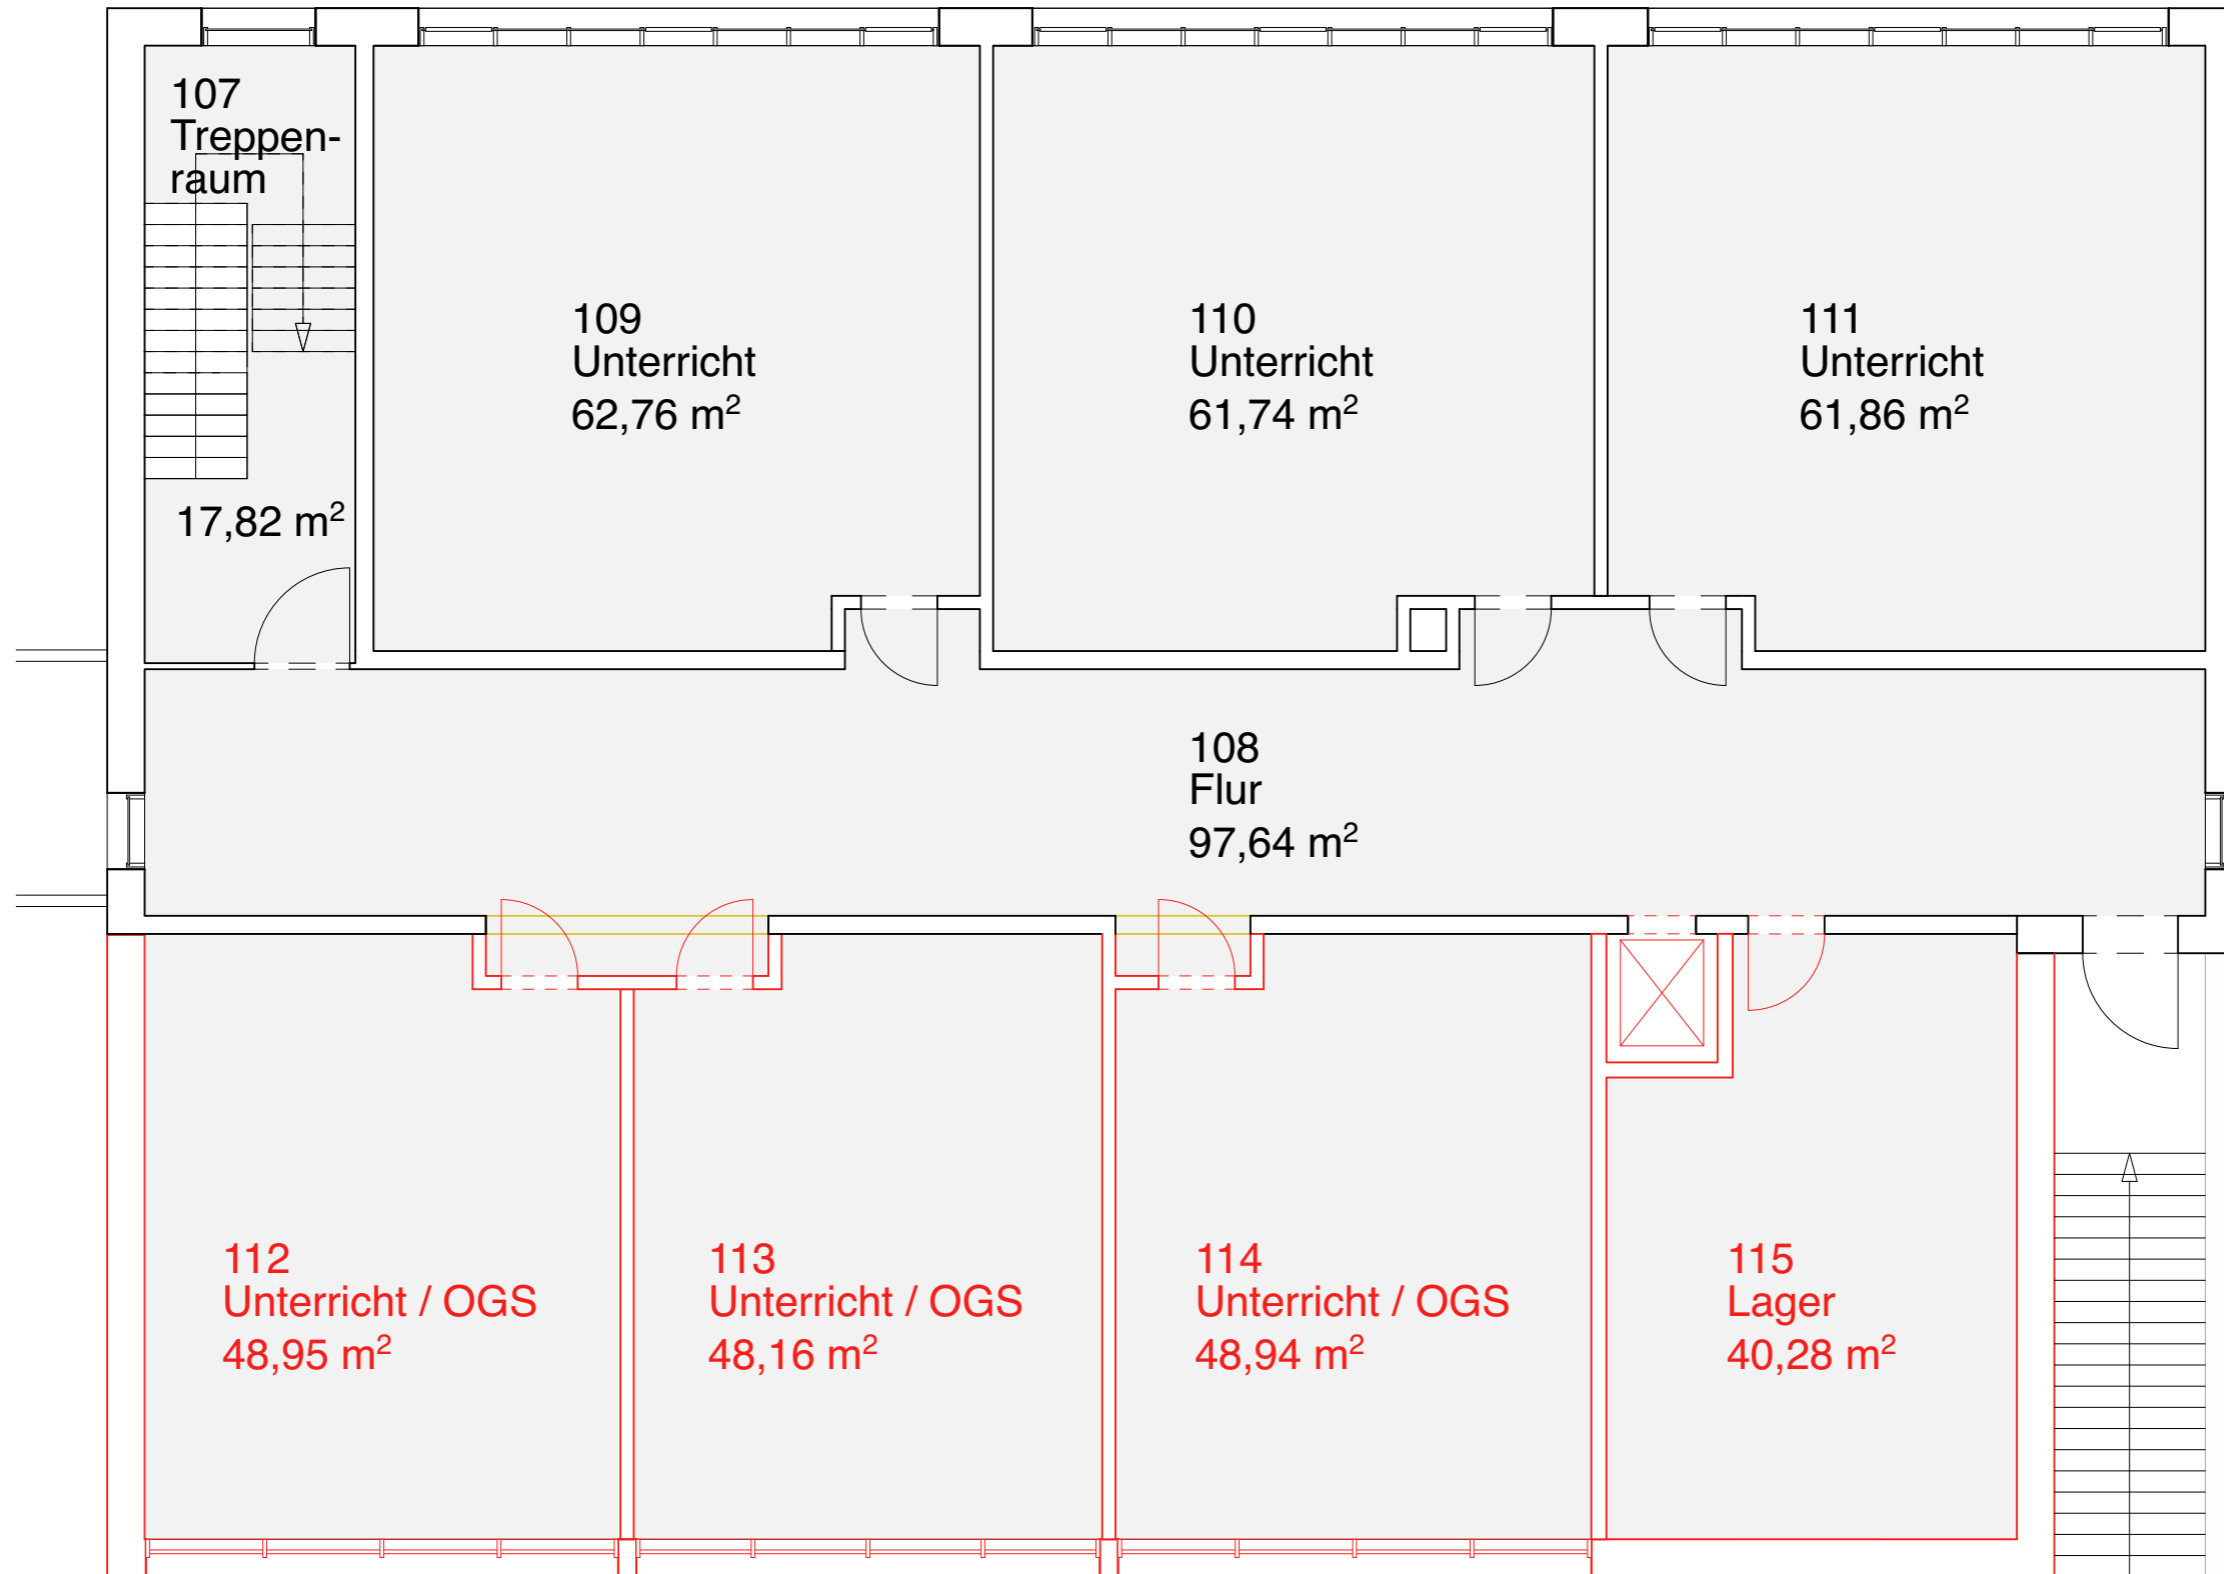 107
Treppen-
raum
17,82 m²
109
Unterricht
62,76 m²
110
Unterricht
61,74 m²
111
Unterricht
61,86 m²
108
Flur
97,64 m²
112
Unterricht / OGS
48,95 m²
113
Unterricht / OGS
48,16 m²
114
Unterricht / OGS
48,94 m²
115
Lager
40,28 m²